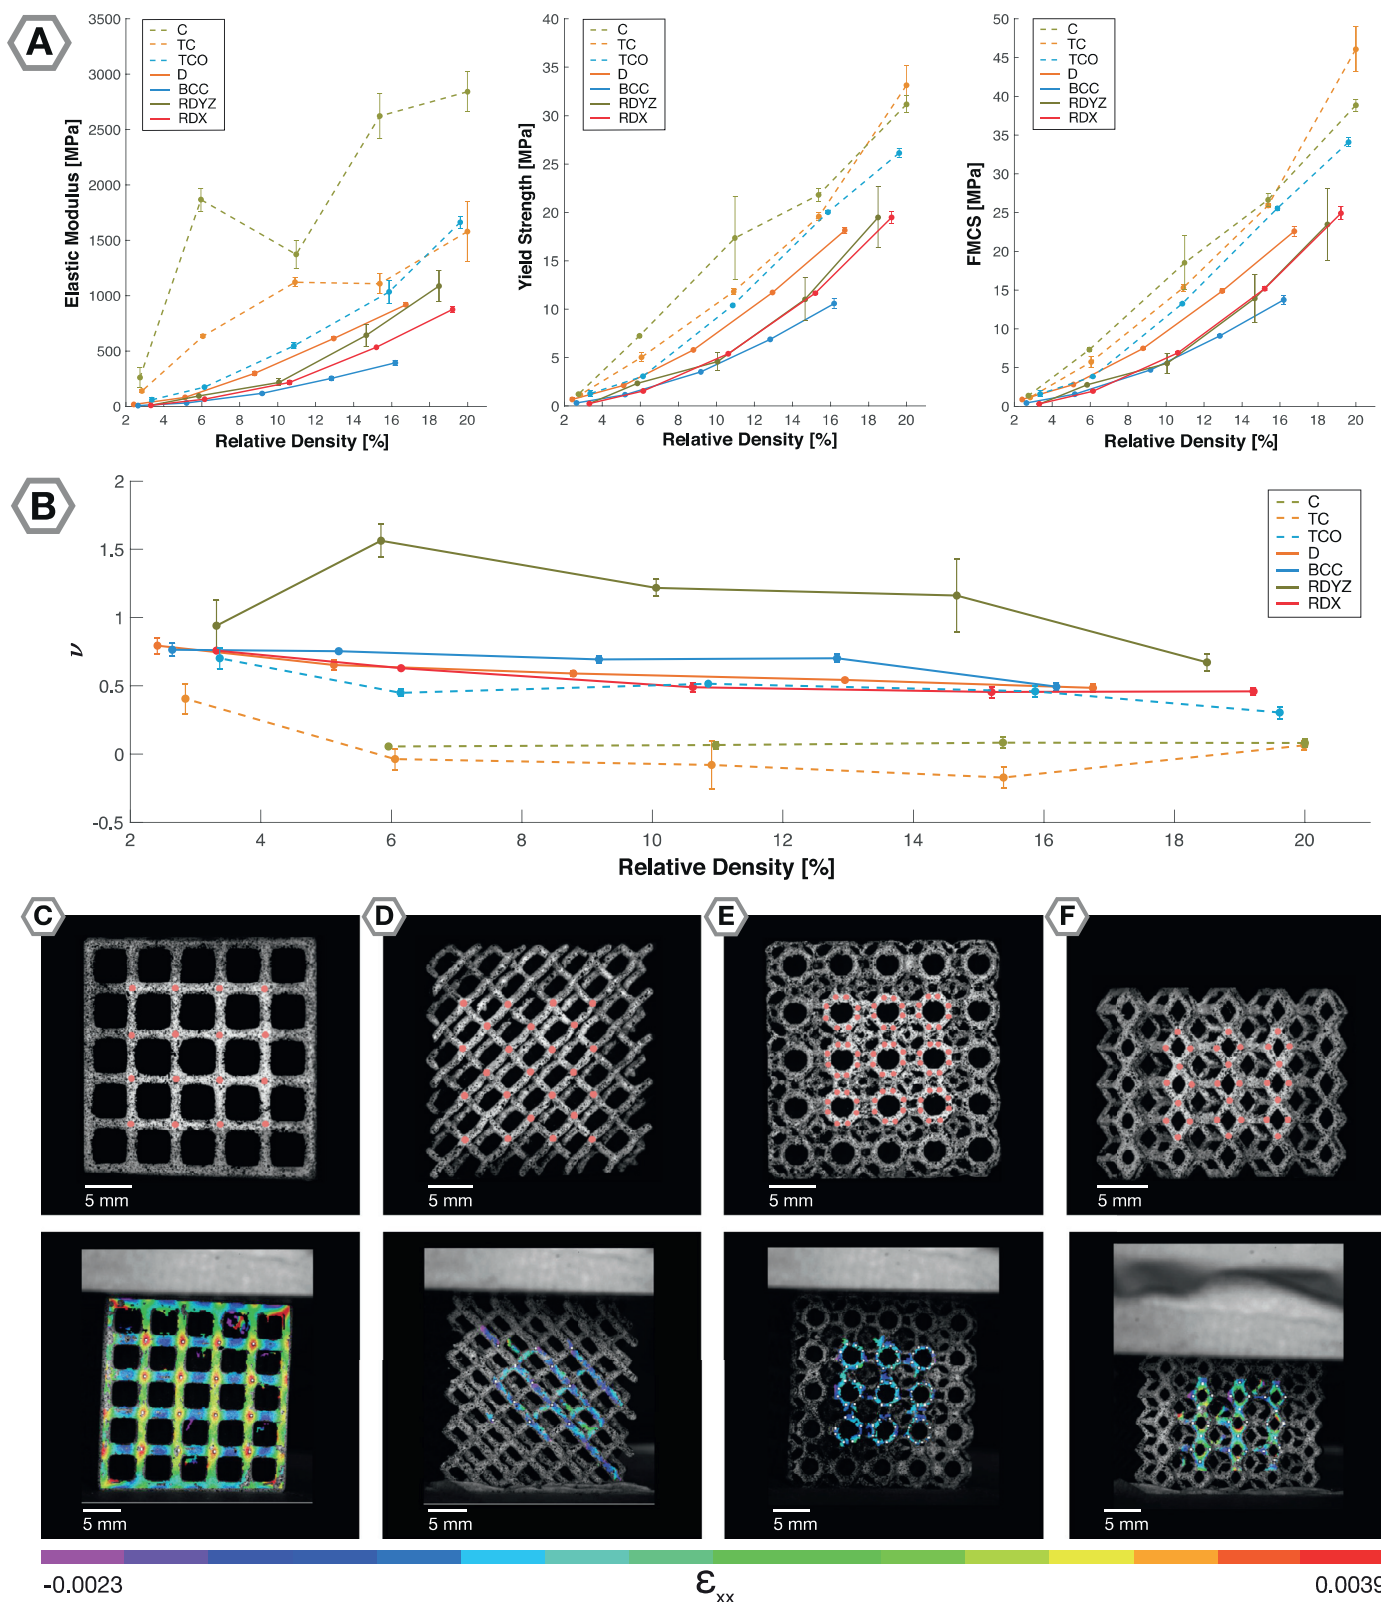 A
3500
3000
2500
2000
1500
1000
500
0
Elastic Modulus [MPa]
C
TC
TCO
D
BCC
RDYZ
RDX
2 4 6 8 10 12 14 16 18 20
Relative Density [%]
40
35
30
25
20
15
10
5
0
Yield Strength [MPa]
C
TC
TCO
D
BCC
RDYZ
RDX
2 4 6 8 10 12 14 16 18 20
Relative Density [%]
50
45
40
35
30
25
20
15
10
5
0
FMCS [MPa]
C
TC
TCO
D
BCC
RDYZ
RDX
2 4 6 8 10 12 14 16 18 20
Relative Density [%]
B
2
1.5
1
0.5
0
-0.5
ν
C
TC
TCO
D
BCC
RDYZ
RDX
2 4 6 8 10 12 14 16 18 20
Relative Density [%]
C D E F
5 mm 5 mm 5 mm 5 mm
5 mm 5 mm 5 mm 5 mm
-0.0023 εxx 0.0039